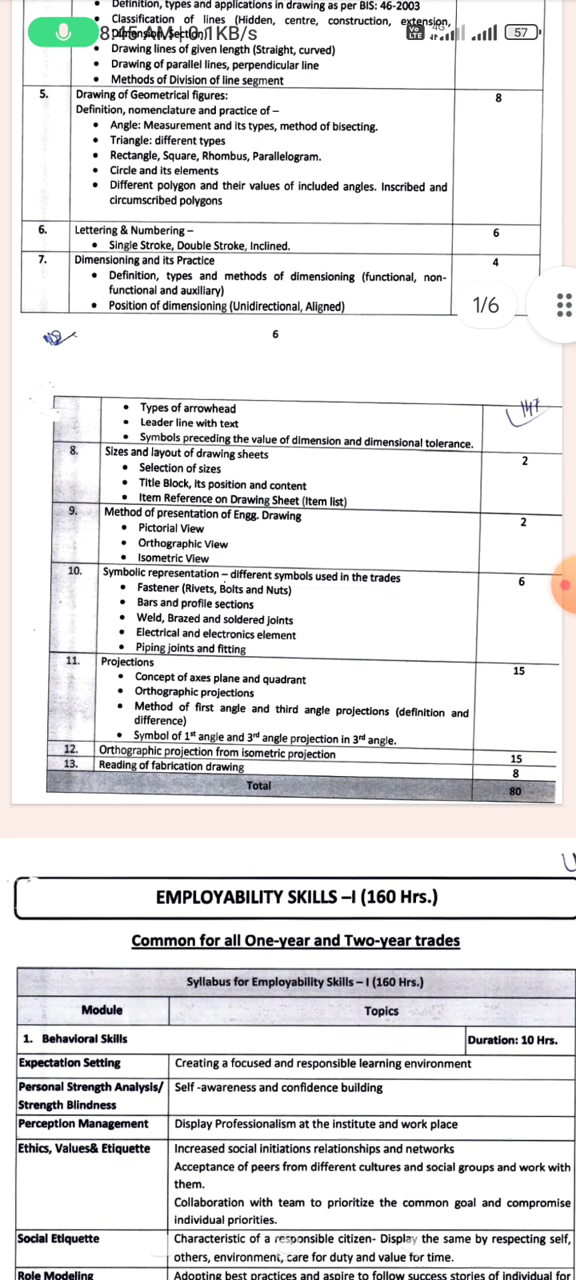 Definition, types and applications in drawing as per BIS: 46-2003
• Classification of lines (Hidden, centre, construction, extension,
8:45 AM 0.1KB/s
VoLTE 4G 57
• Drawing lines of given length (Straight, curved)
• Drawing of parallel lines, perpendicular line
• Methods of Division of line segment
5. Drawing of Geometrical figures: 8
Definition, nomenclature and practice of –
• Angle: Measurement and its types, method of bisecting.
• Triangle: different types
• Rectangle, Square, Rhombus, Parallelogram.
• Circle and its elements
• Different polygon and their values of included angles. Inscribed and
circumscribed polygons
6. Lettering & Numbering – 6
• Single Stroke, Double Stroke, Inclined.
7. Dimensioning and its Practice 4
• Definition, types and methods of dimensioning (functional, non-
functional and auxiliary)
• Position of dimensioning (Unidirectional, Aligned)
1/6
6
147
• Types of arrowhead
• Leader line with text
• Symbols preceding the value of dimension and dimensional tolerance.
8. Sizes and layout of drawing sheets 2
• Selection of sizes
• Title Block, its position and content
• Item Reference on Drawing Sheet (Item list)
9. Method of presentation of Engg. Drawing 2
• Pictorial View
• Orthographic View
• Isometric View
10. Symbolic representation – different symbols used in the trades 6
• Fastener (Rivets, Bolts and Nuts)
• Bars and profile sections
• Weld, Brazed and soldered joints
• Electrical and electronics element
• Piping joints and fitting
11. Projections 15
• Concept of axes plane and quadrant
• Orthographic projections
• Method of first angle and third angle projections (definition and
difference)
• Symbol of 1st angle and 3rd angle projection in 3rd angle.
12. Orthographic projection from isometric projection 15
13. Reading of fabrication drawing 8
Total 80
EMPLOYABILITY SKILLS –I (160 Hrs.)
Common for all One-year and Two-year trades
Syllabus for Employability Skills – I (160 Hrs.)
Module Topics
1. Behavioral Skills Duration: 10 Hrs.
Expectation Setting Creating a focused and responsible learning environment
Personal Strength Analysis/ Self -awareness and confidence building
Strength Blindness
Perception Management Display Professionalism at the institute and work place
Ethics, Values& Etiquette Increased social initiations relationships and networks
Acceptance of peers from different cultures and social groups and work with
them.
Collaboration with team to prioritize the common goal and compromise
individual priorities.
Social Etiquette Characteristic of a responsible citizen- Display the same by respecting self,
others, environment, care for duty and value for time.
Role Modeling Adopting best practices and aspire to follow success stories of individual for